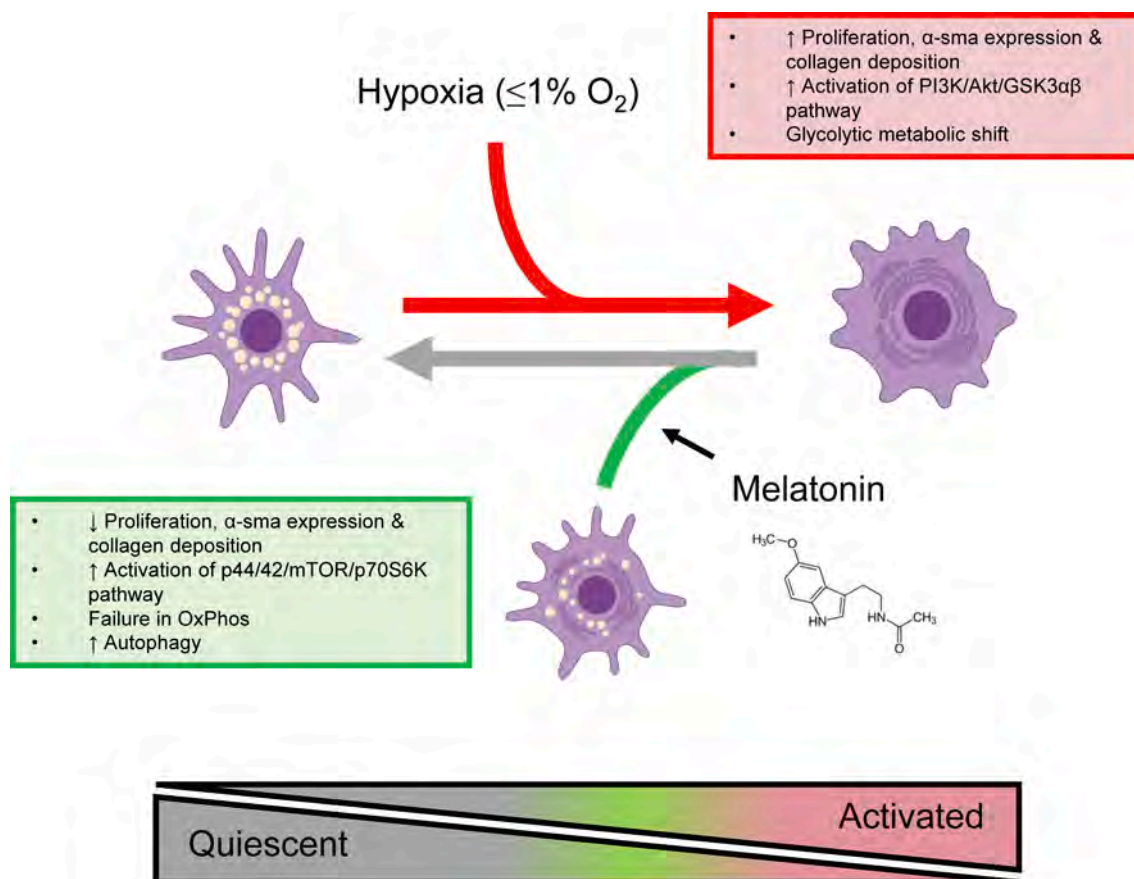 Hypoxia (≤1% O₂)
• ↑ Proliferation, α-sma expression &
collagen deposition
• ↑ Activation of PI3K/Akt/GSK3αβ
pathway
• Glycolytic metabolic shift
Melatonin
• ↓ Proliferation, α-sma expression &
collagen deposition
• ↑ Activation of p44/42/mTOR/p70S6K
pathway
• Failure in OxPhos
• ↑ Autophagy
H₃C
O
HN
HN
CH₃
O
Activated
Quiescent